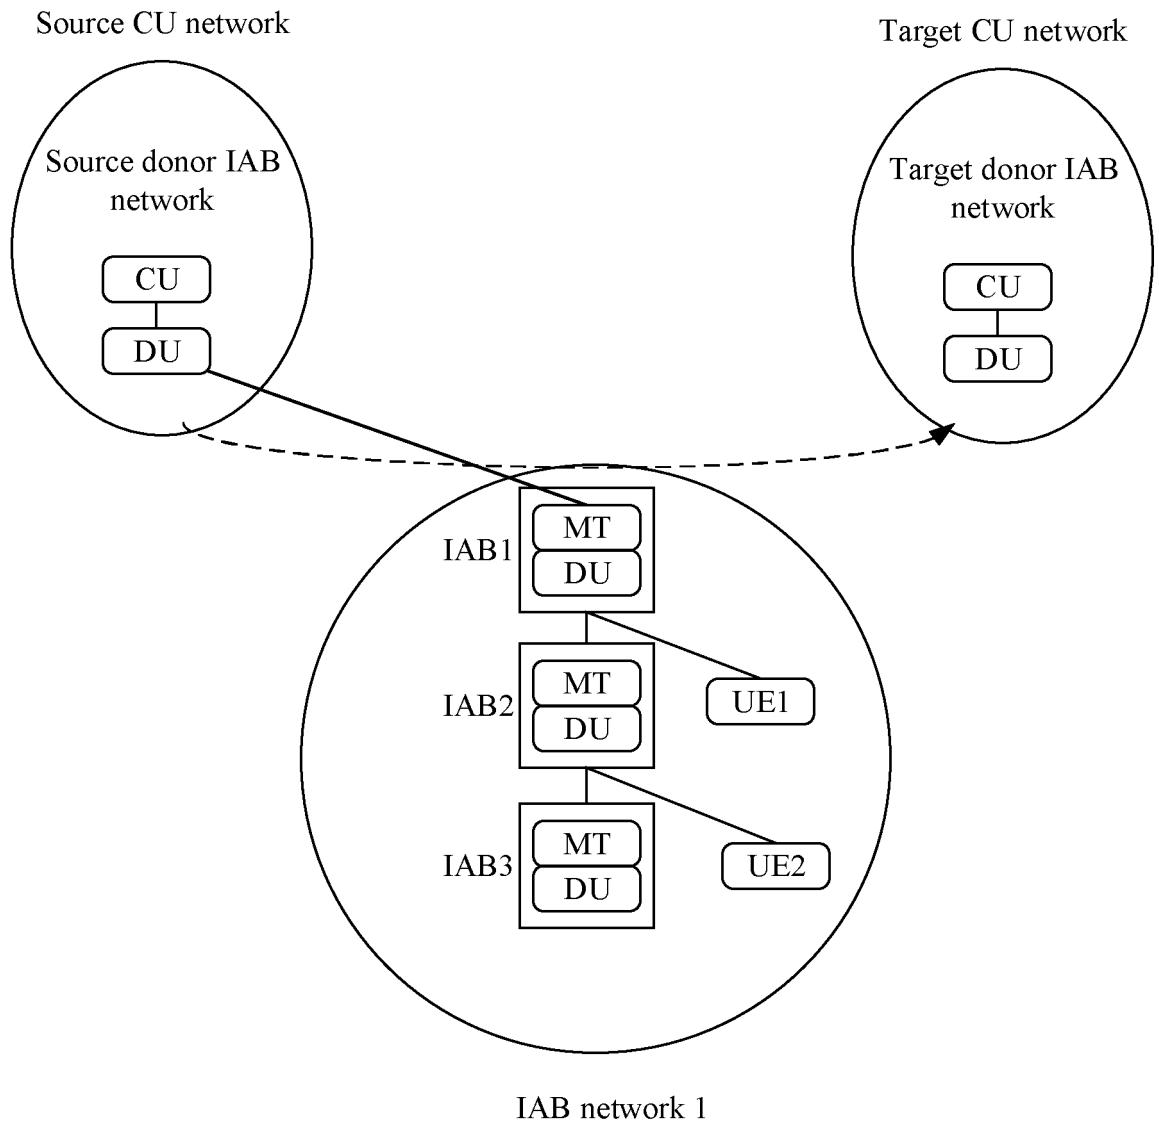 Source CU network
Target CU network
Source donor IAB
network
Target donor IAB
network
CU
DU
CU
DU
IAB1
MT
DU
IAB2
MT
DU
UE1
IAB3
MT
DU
UE2
IAB network 1